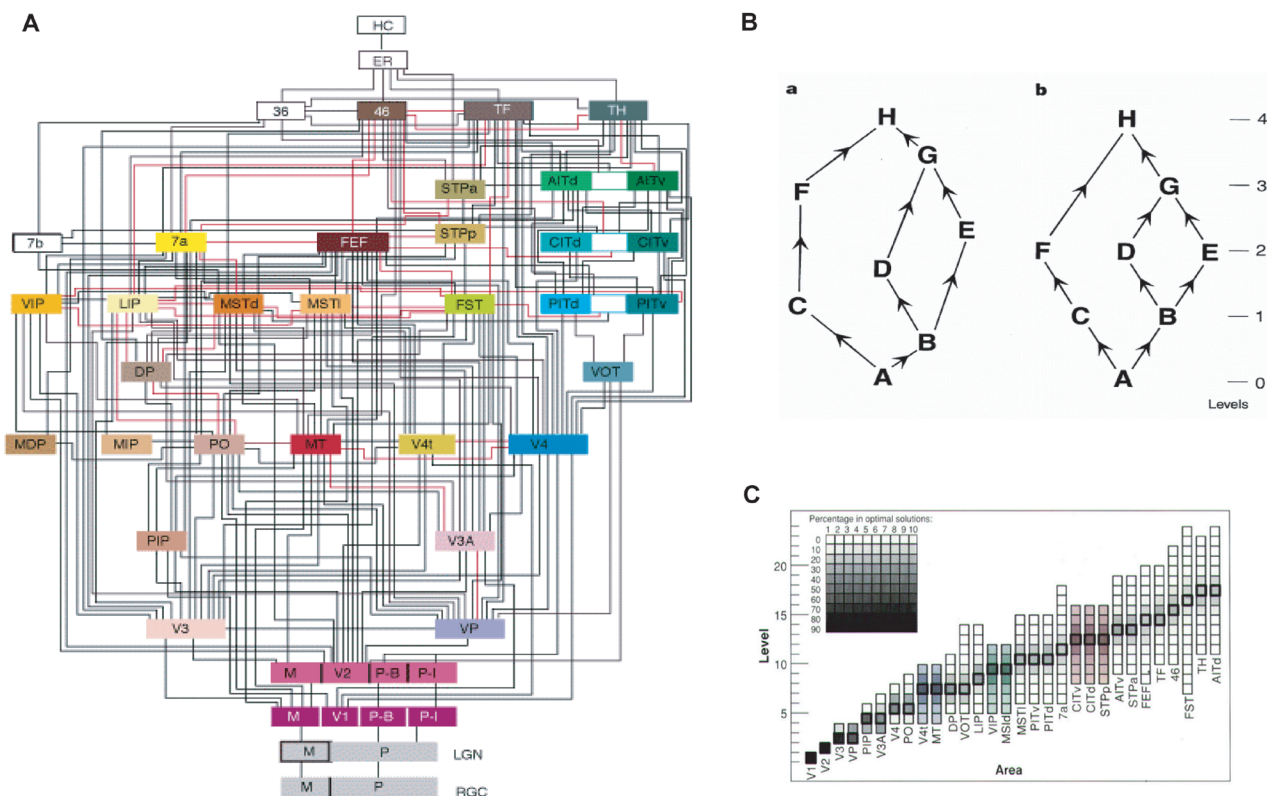 A
HC
ER
36 46 TF TH
STPa AITd AITv
7b 7a FEF STPp CITd CITv
VIP LIP MSTd MSTl FST PITd PITv
DP VOT
MDP MIP PO MT V4t V4
PIP V3A
V3 VP
M V2 P-B P-I
M V1 P-B P-I
M P LGN
M P RGC
B
a
H
G
F
E
D
C
B
A
b
H
G
F D E
C B
A
4
3
2
1
0
Levels
C
Percentage in optimal solutions:
1 2 3 4 5 6 7 8 9 10
0
10
20
30
40
50
60
70
80
90
Level
20
15
10
5
V1 V2 V3 VP PIP V3A V4 PO V4t MT DP VOT LIP VIP MSTd MSTl PITv PITd 7a CITv CITd STPp AITv STPa FEF TF 46 FST TH AITd
Area